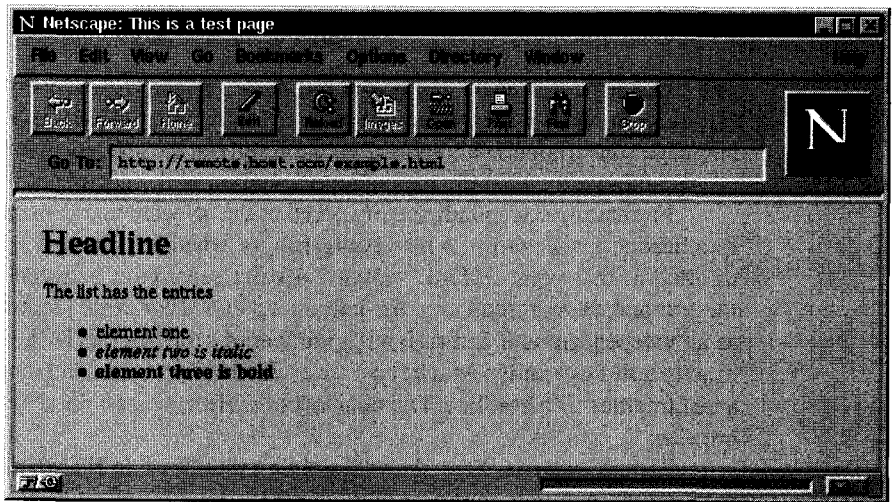 N Netscape: This is a test page
File Edit View Go Bookmarks Options Directory Window Help
Back Forward Home Edit Reload Images Open Print Find Stop
N
Go To: http://remote.host.com/example.html
Headline
The list has the entries
element one
element two is italic
element three is bold